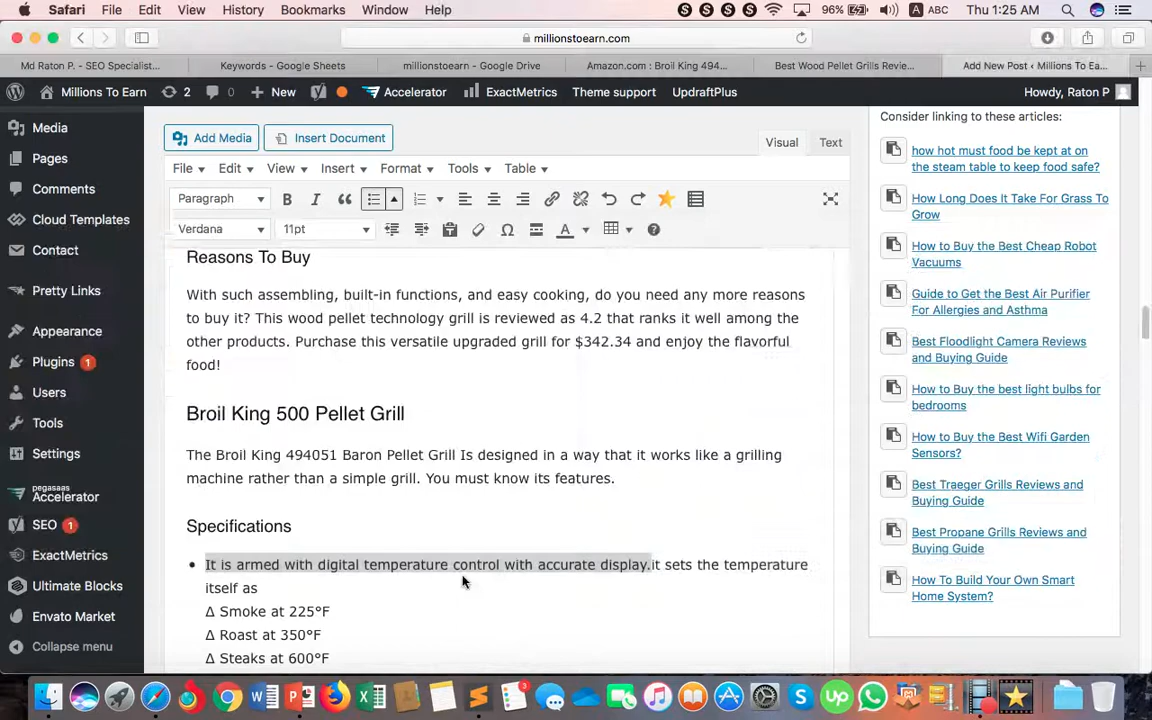 Safari File Edit View History Bookmarks Window Help 96% A ABC Thu 1:25 AM
millionstoearn.com
Md Raton P. - SEO Specialist... Keywords - Google Sheets millionstoearn - Google Drive Amazon.com : Broil King 494... Best Wood Pellet Grills Revie... Add New Post ‹ Millions To Ea...
Millions To Earn 2 New Accelerator ExactMetrics Theme support UpdraftPlus Howdy, Raton P
Media
Pages
Comments
Cloud Templates
Contact
Pretty Links
Appearance
Plugins 1
Users
Tools
Settings
pegasaas
Accelerator
SEO 1
ExactMetrics
Ultimate Blocks
Envato Market
Collapse menu
Add Media Insert Document Visual Text
File Edit View Insert Format Tools Table
Paragraph B I
Verdana 11pt A Ω
Reasons To Buy
With such assembling, built-in functions, and easy cooking, do you need any more reasons
to buy it? This wood pellet technology grill is reviewed as 4.2 that ranks it well among the
other products. Purchase this versatile upgraded grill for $342.34 and enjoy the flavorful
food!
Broil King 500 Pellet Grill
The Broil King 494051 Baron Pellet Grill Is designed in a way that it works like a grilling
machine rather than a simple grill. You must know its features.
Specifications
• It is armed with digital temperature control with accurate display.it sets the temperature
itself as
Δ Smoke at 225°F
Δ Roast at 350°F
Δ Steaks at 600°F
Consider linking to these articles:
how hot must food be kept at on
the steam table to keep food safe?
How Long Does It Take For Grass To
Grow
How to Buy the Best Cheap Robot
Vacuums
Guide to Get the Best Air Purifier
For Allergies and Asthma
Best Floodlight Camera Reviews
and Buying Guide
How to Buy the best light bulbs for
bedrooms
How to Buy the Best Wifi Garden
Sensors?
Best Traeger Grills Reviews and
Buying Guide
Best Propane Grills Reviews and
Buying Guide
How To Build Your Own Smart
Home System?